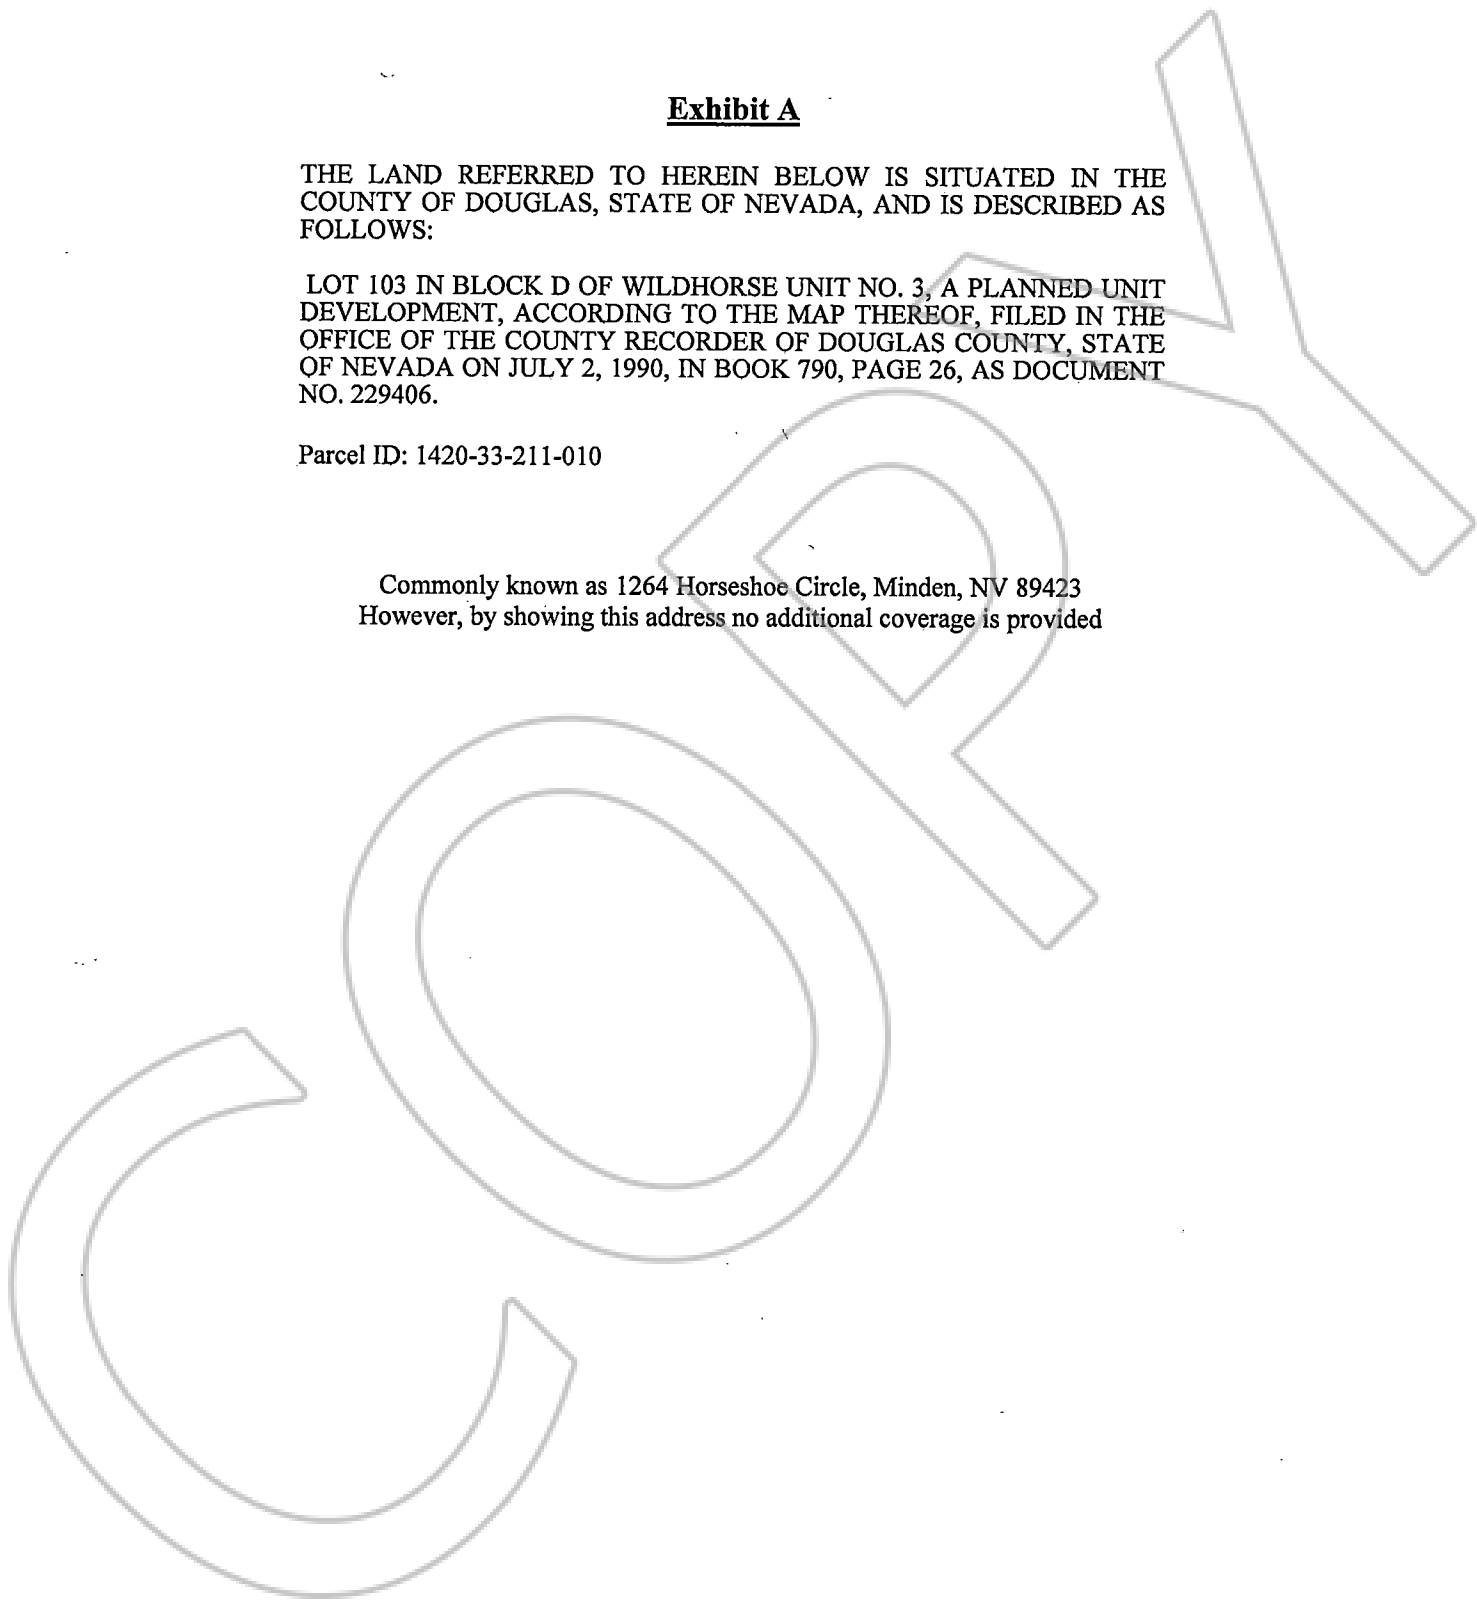 Exhibit A
THE LAND REFERRED TO HEREIN BELOW IS SITUATED IN THE
COUNTY OF DOUGLAS, STATE OF NEVADA, AND IS DESCRIBED AS
FOLLOWS:
LOT 103 IN BLOCK D OF WILDHORSE UNIT NO. 3, A PLANNED UNIT
DEVELOPMENT, ACCORDING TO THE MAP THEREOF, FILED IN THE
OFFICE OF THE COUNTY RECORDER OF DOUGLAS COUNTY, STATE
OF NEVADA ON JULY 2, 1990, IN BOOK 790, PAGE 26, AS DOCUMENT
NO. 229406.
Parcel ID: 1420-33-211-010
Commonly known as 1264 Horseshoe Circle, Minden, NV 89423
However, by showing this address no additional coverage is provided
COPY